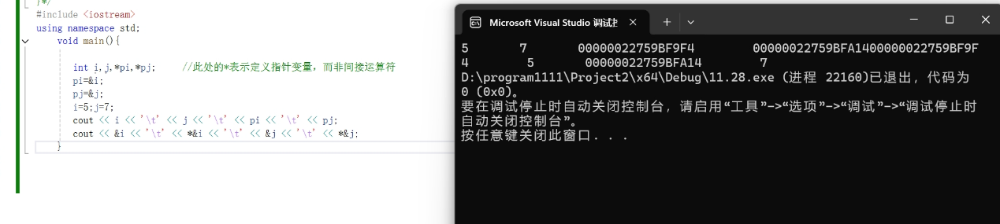 }*/
#include <iostream>
using namespace std;
void main(){
int i,j,*pi,*pj; //此处的*表示定义指针变量，而非间接运算符
pi=&i;
pj=&j;
i=5;j=7;
cout << i << '\t' << j << '\t' << pi << '\t' << pj;
cout << &i << '\t' << *&i << '\t' << &j << '\t' << *&j;
}
Microsoft Visual Studio 调试
5 7 00000022759BF9F4 00000022759BFA1400000022759BF9F
4 5 00000022759BFA14 7
D:\program1111\Project2\x64\Debug\11.28.exe (进程 22160)已退出，代码为
0 (0x0)。
要在调试停止时自动关闭控制台，请启用“工具”->“选项”->“调试”->“调试停止时
自动关闭控制台”。
按任意键关闭此窗口. . .